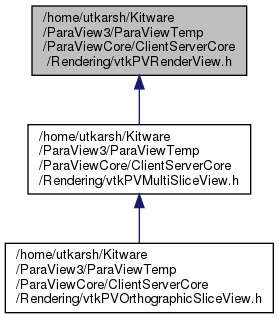 /home/utkarsh/Kitware
/ParaView3/ParaViewTemp
/ParaViewCore/ClientServerCore
/Rendering/vtkPVRenderView.h
/home/utkarsh/Kitware
/ParaView3/ParaViewTemp
/ParaViewCore/ClientServerCore
/Rendering/vtkPVMultiSliceView.h
/home/utkarsh/Kitware
/ParaView3/ParaViewTemp
/ParaViewCore/ClientServerCore
/Rendering/vtkPVOrthographicSliceView.h